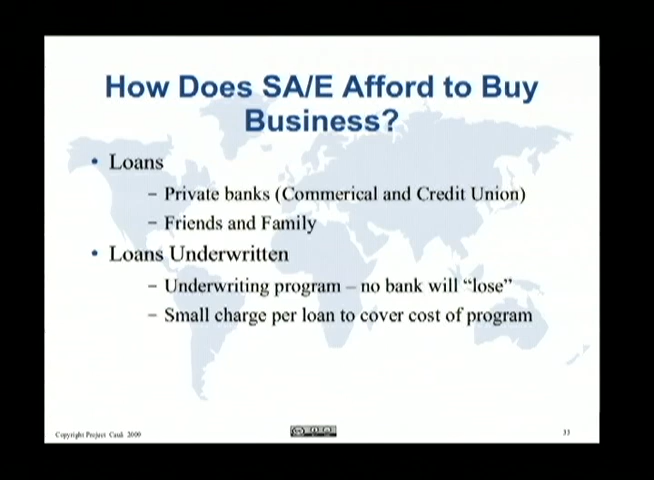 How Does SA/E Afford to Buy
Business?
• Loans
– Private banks (Commerical and Credit Union)
– Friends and Family
• Loans Underwritten
– Underwriting program – no bank will “lose”
– Small charge per loan to cover cost of program
Copyright Project Cauã 2009
33